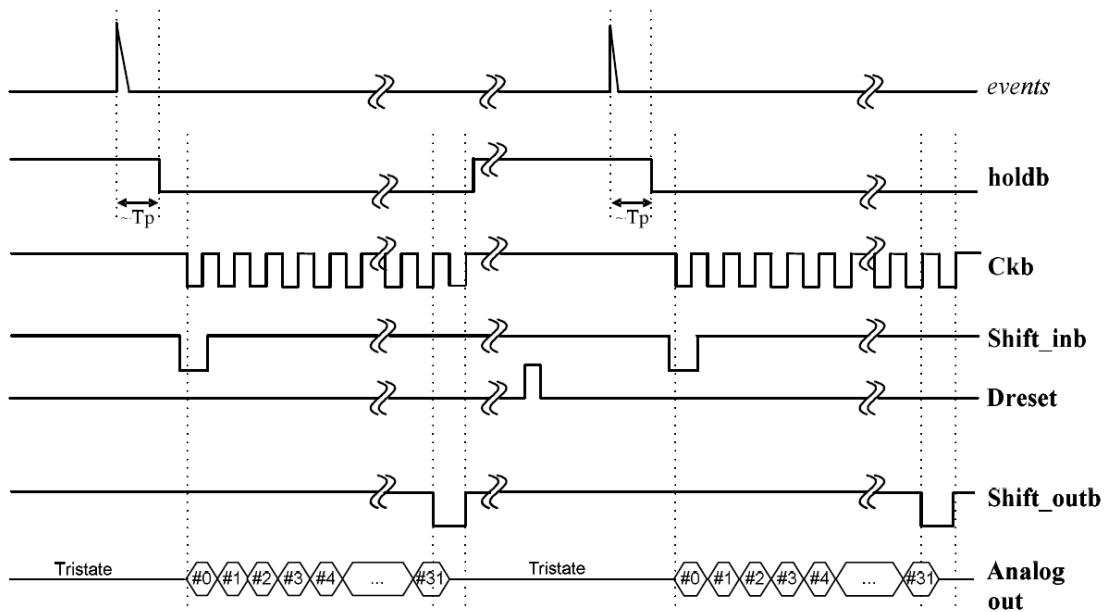 events
holdb
~Tp
~Tp
Ckb
Shift_inb
Dreset
Shift_outb
Tristate #0 #1 #2 #3 #4 ... #31 Tristate #0 #1 #2 #3 #4 ... #31 Analog
out